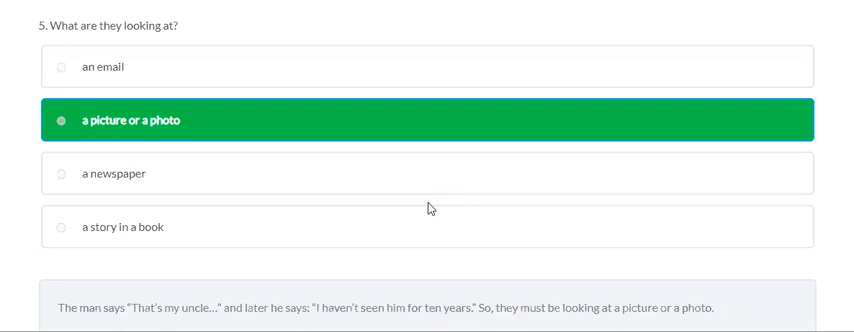 5. What are they looking at?
an email
a picture or a photo
a newspaper
a story in a book
The man says “That’s my uncle…” and later he says: “I haven’t seen him for ten years.” So, they must be looking at a picture or a photo.